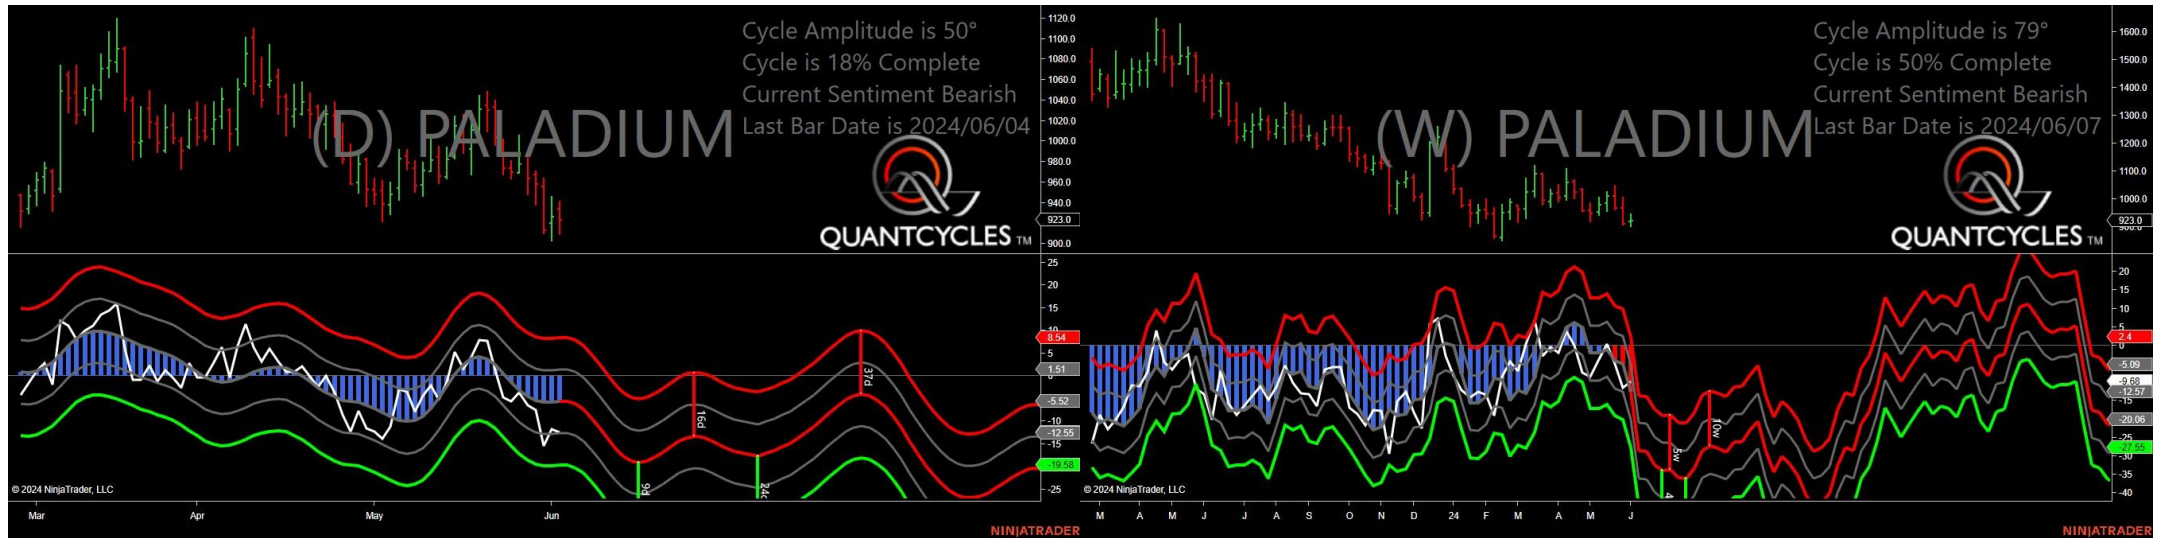 Cycle Amplitude is 50°
Cycle is 18% Complete
Current Sentiment Bearish
Last Bar Date is 2024/06/04
(D) PALADIUM
QUANTCYCLES TM
1120.0
1100.0
1080.0
1060.0
1040.0
1020.0
1000.0
980.0
960.0
940.0
923.0
900.0
25
20
15
10
8.54
5
1.51
-5.52
-10
-12.55
-15
-19.58
-25
9d
16d
24d
37d
© 2024 NinjaTrader, LLC
Mar
Apr
May
Jun
NINJATRADER
Cycle Amplitude is 79°
Cycle is 50% Complete
Current Sentiment Bearish
Last Bar Date is 2024/06/07
(W) PALADIUM
QUANTCYCLES TM
1600.0
1500.0
1400.0
1300.0
1200.0
1100.0
1000.0
923.0
20
15
10
5
2.4
0
-5.09
-9.68
-12.57
-15
-20.06
-25
-27.55
-30
-35
-40
4
5w
10w
© 2024 NinjaTrader, LLC
M A M J J A S O N D 24 F M A M J
NINJATRADER